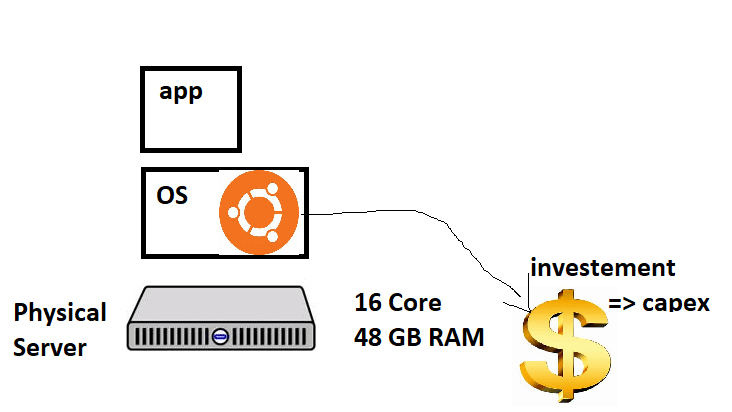 app
OS
Physical
Server
16 Core
48 GB RAM
investement
=> capex